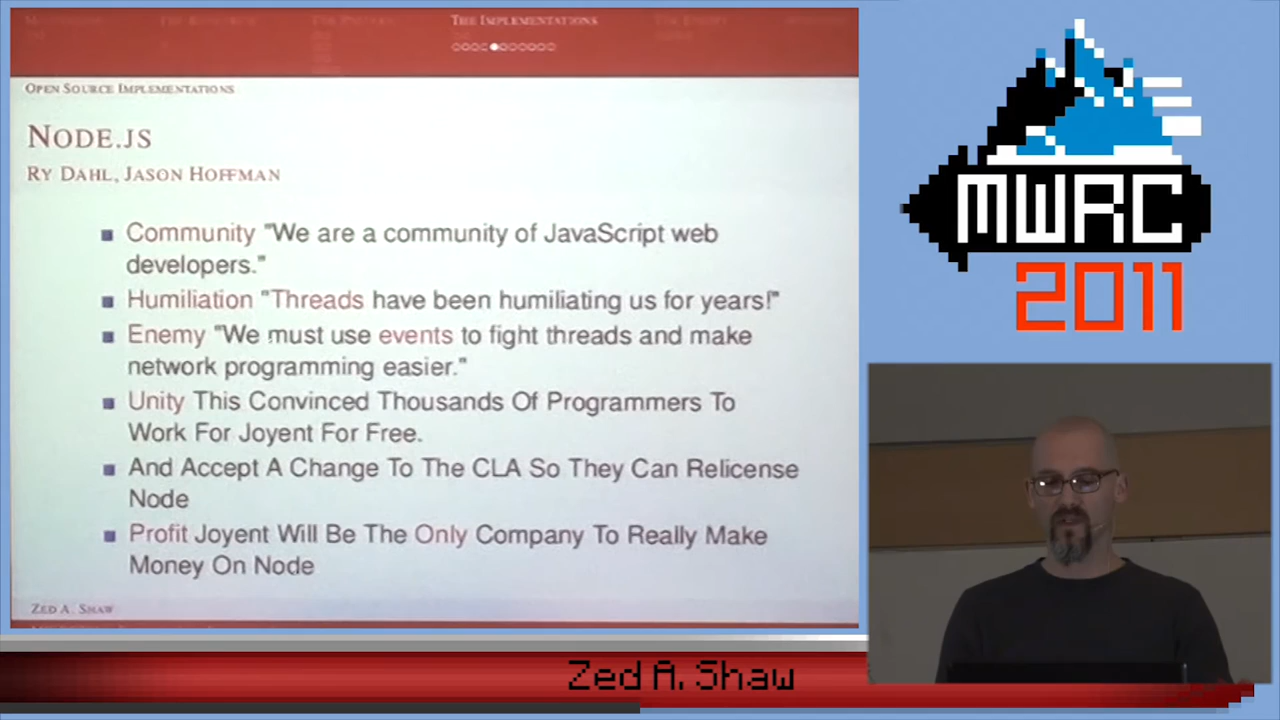 THE IMPLEMENTATIONS
OPEN SOURCE IMPLEMENTATIONS
NODE.JS
RY DAHL, JASON HOFFMAN
Community "We are a community of JavaScript web
developers."
Humiliation "Threads have been humiliating us for years!"
Enemy "We must use events to fight threads and make
network programming easier."
Unity This Convinced Thousands Of Programmers To
Work For Joyent For Free.
And Accept A Change To The CLA So They Can Relicense
Node
Profit Joyent Will Be The Only Company To Really Make
Money On Node
ZED A. SHAW
MWRC
2011
Zed A. Shaw